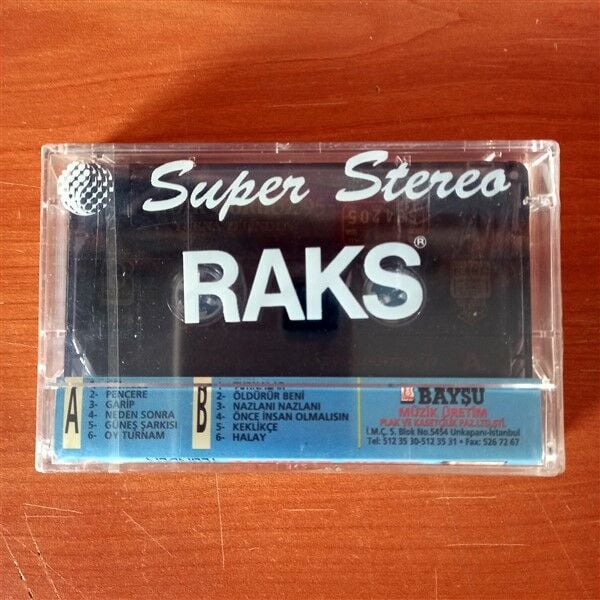 Super Stereo
RAKS®
A
2- PENCERE
3- GARİP
4- NEDEN SONRA
5- GÜNEŞ ŞARKISI
6- OY TURNAM
B
2- ÖLDÜRÜR BENİ
3- NAZLANI NAZLANI
4- ÖNCE İNSAN OLMALISIN
5- KEKLİKÇE
6- HALAY
BAYŞU
MÜZİK ÜRETİM
PLAK VE KASETÇİLİK PAZ.LTD.ŞTİ.
İ.M.Ç. 5. Blok No.5454 Unkapanı-İstanbul
Tel: 512 35 30-512 35 31 • Fax: 526 72 67